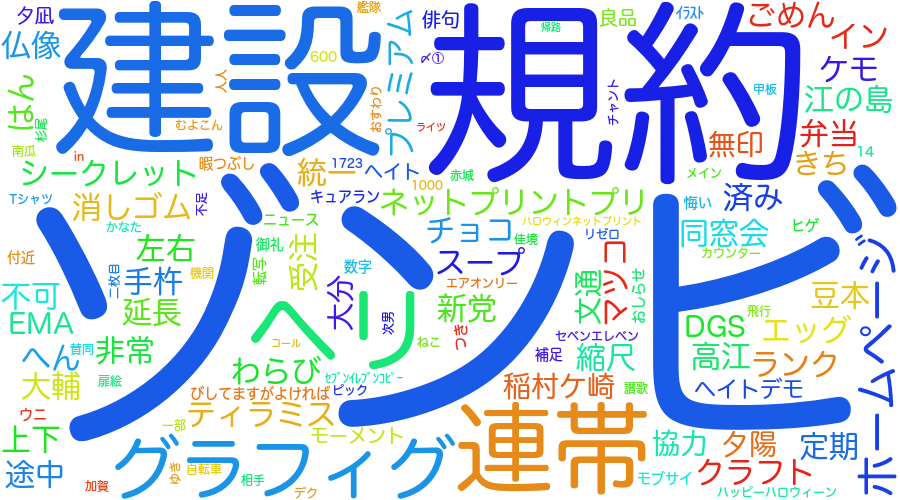 夕凪
建設
艦隊
俳句
規約
ｲﾗｽﾄ
良品
帰路
ごめん
イン
仏像
600
〆①
ケモ
人人
プレミアム
おすわり
チャント
甲板
江の島
はん
杉尾
むよこん
ライツ
無印
弁当
南瓜
in
暇つぶし
統一
1723
ヘイト
赤城
メイン
きち
14
シークレット
1000
Tシャツ
消しゴム
不足
キュアラン
ネットプリントプリ
悔い
済み
かなた
ニュース
チョコ
ハロウィンネットプリント
リゼロ
同窓会
ヒゲ
付近
左右
御礼
受注
佳境
カウンター
ゾンビ
ホームページ
二枚目
手杵
機関
転写
数字
スープ
エアオンリー
交通
マッコ
おしらせ
不可
延長
ヘリ
大分
次男
新党
飛行
豆本
EMA
コール
ねこ
つき
セブンエレベン
DGS
エッグ
へん
賛同
非常
補足
縮尺
高江
ランク
大輔
扉絵
わらび
ｾﾌﾞﾝｲﾚﾌﾞﾝｺﾋﾟｰ
ピック
稲村ケ崎
讃歌
ヘイトデモ
ウニ
びしてますがよければ
ティラミス
上下
一部
モーメント
連帯
協力
夕陽
定期
途中
グラフィグ
ゆき
自転車
相手
モブサイ
クラフト
加賀
デク
ハッピーハロウィーン